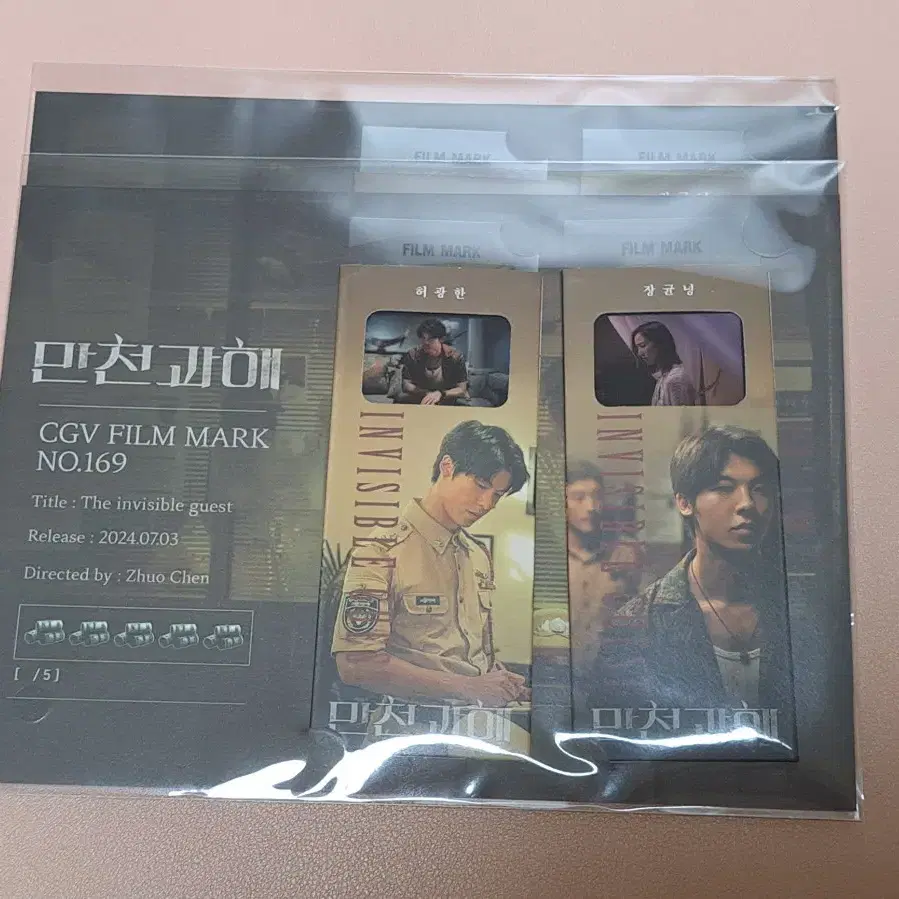 FILM MARK
FILM MARK
FILM MARK
FILM MARK
허광한
장균닝
만천과해
CGV FILM MARK
NO.169
Title : The invisible guest
Release : 2024.07.03
Directed by : Zhuo Chen
[ /5]
INVISIBLE
INVISIBLE
만천과해
만천과해